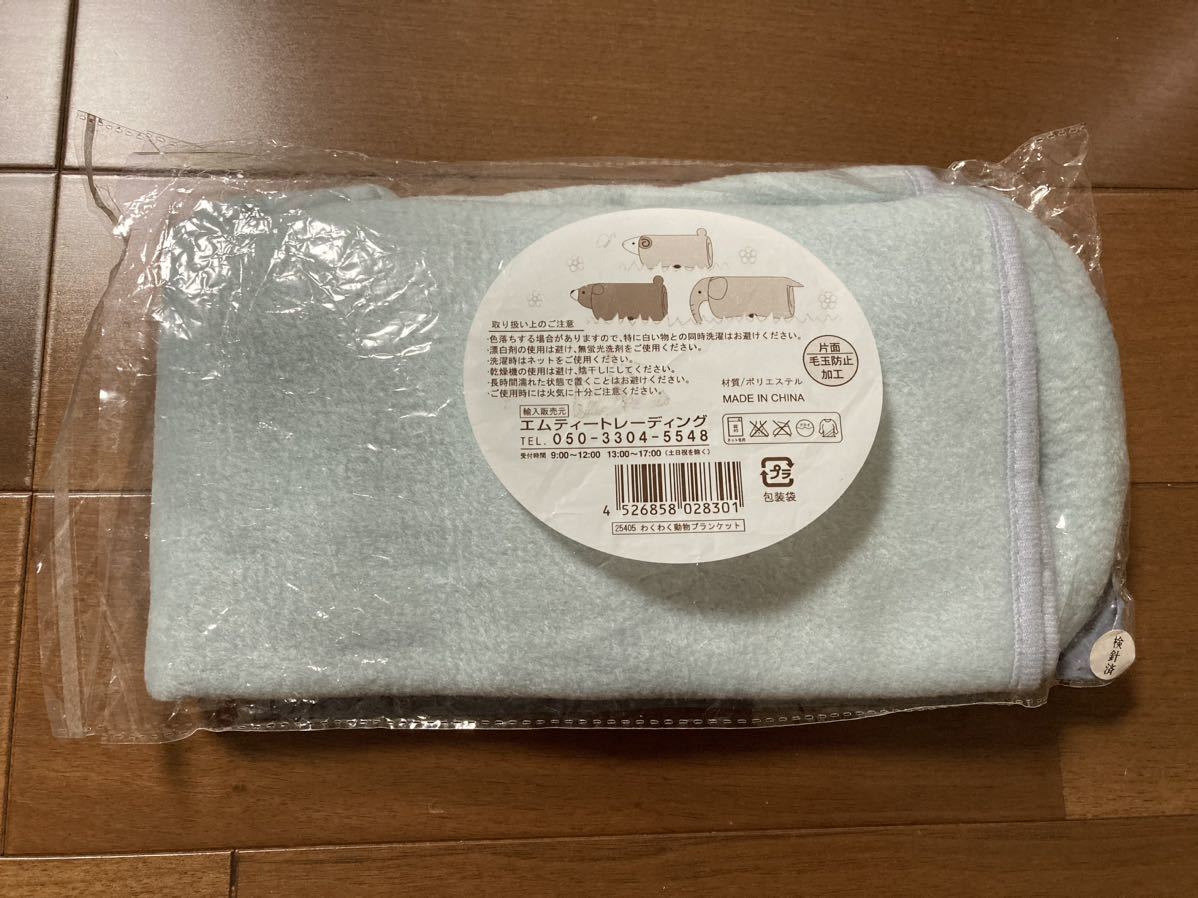 取り扱い上のご注意
・色落ちする場合がありますので、特に白い物との同時洗濯はお避けください。
・漂白剤の使用は避け、無蛍光洗剤をご使用ください。
・洗濯時はネットをご使用ください。
・乾燥機の使用は避け、陰干しにしてください。
・長時間濡れた状態で置くことはお避けください。
・ご使用時には火気に十分ご注意ください。
輸入販売元
エムティートレーディング
TEL. 050-3304-5548
受付時間 9:00〜12:00 13:00〜17:00(土日祝を除く)
片面
毛玉防止
加工
材質/ポリエステル
MADE IN CHINA
ネット使用
プラ
包装袋
4 526858 028301
25405 わくわく動物ブランケット
検針済